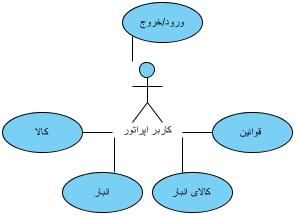 ورود/خروج
کاربر اپراتور
کالا
قوانین
انبار
کالای انبار